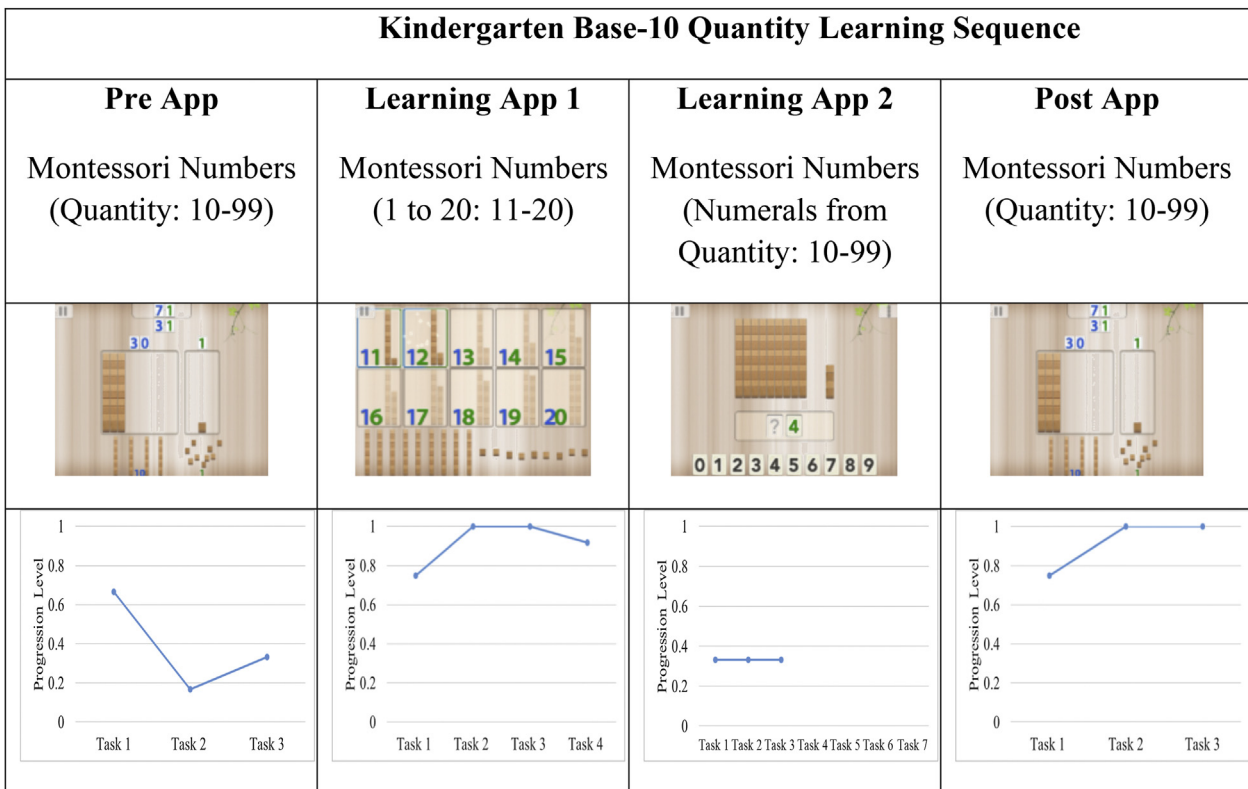 Kindergarten Base-10 Quantity Learning Sequence
Pre App
Montessori Numbers
(Quantity: 10-99)
Learning App 1
Montessori Numbers
(1 to 20: 11-20)
Learning App 2
Montessori Numbers
(Numerals from
Quantity: 10-99)
Post App
Montessori Numbers
(Quantity: 10-99)
71
31
30 1
10 1
11 12 13 14 15
16 17 18 19 20
? 4
0 1 2 3 4 5 6 7 8 9
71
31
30 1
10 1
Progression Level
1
0.8
0.6
0.4
0.2
0
Task 1 Task 2 Task 3
Progression Level
1
0.8
0.6
0.4
0.2
0
Task 1 Task 2 Task 3 Task 4
Progression Level
1
0.8
0.6
0.4
0.2
0
Task 1 Task 2 Task 3 Task 4 Task 5 Task 6 Task 7
Progression Level
1
0.8
0.6
0.4
0.2
0
Task 1 Task 2 Task 3